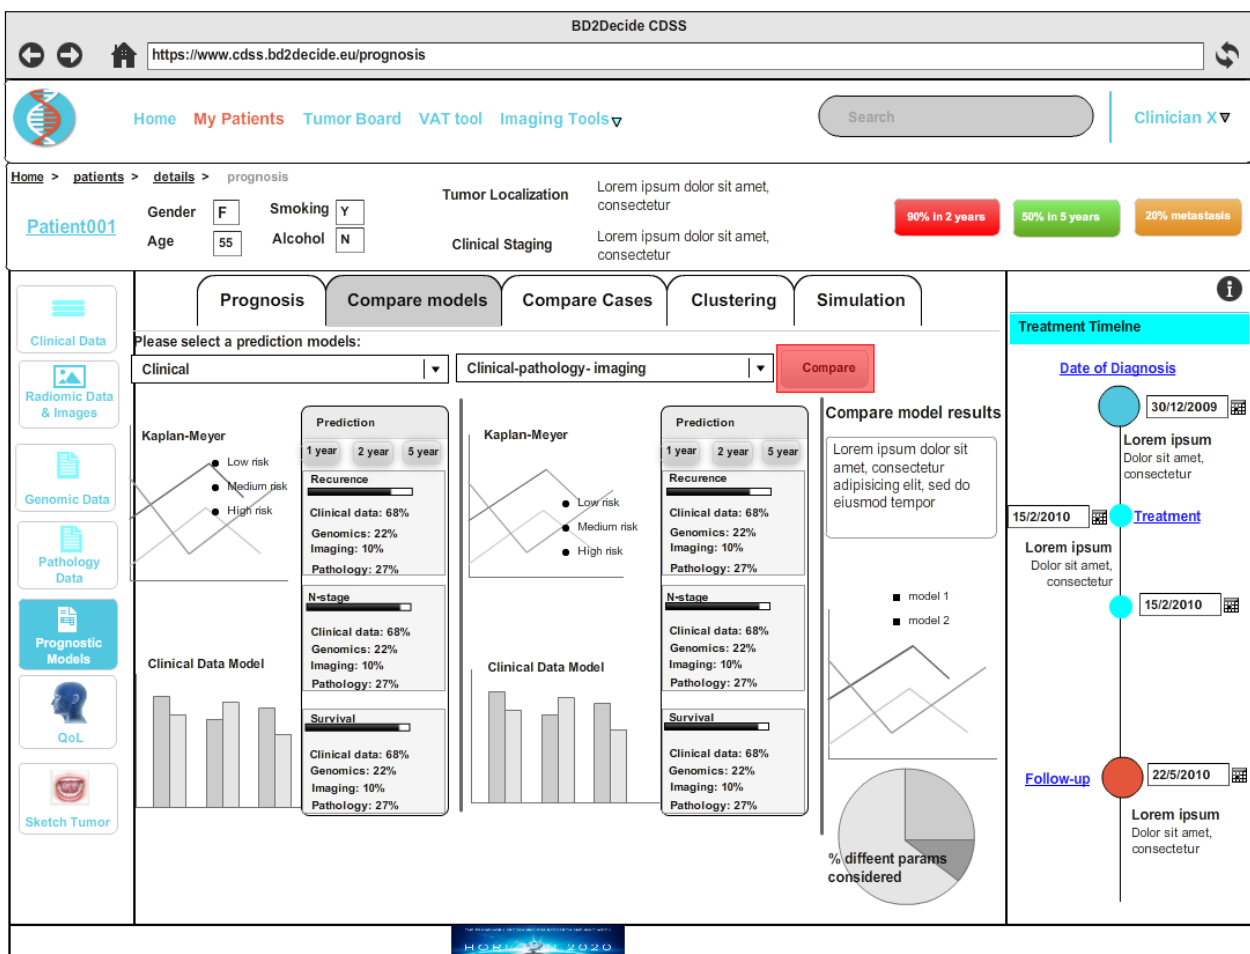 BD2Decide CDSS
https://www.cdss.bd2decide.eu/prognosis
Home My Patients Tumor Board VAT tool Imaging Tools
Search
Clinician X
Home > patients > details > prognosis
Patient001
Gender F Smoking Y
Age 55 Alcohol N
Tumor Localization
Lorem ipsum dolor sit amet,
consectetur
Clinical Staging
Lorem ipsum dolor sit amet,
consectetur
90% in 2 years
50% in 5 years
20% metastasis
Clinical Data
Radiomic Data
& Images
Genomic Data
Pathology
Data
Prognostic
Models
QoL
Sketch Tumor
Prognosis
Compare models
Compare Cases
Clustering
Simulation
Please select a prediction models:
Clinical
Clinical-pathology- imaging
Compare
Kaplan-Meyer
Low risk
Medium risk
High risk
Clinical Data Model
Prediction
1 year 2 year 5 year
Recurence
Clinical data: 68%
Genomics: 22%
Imaging: 10%
Pathology: 27%
N-stage
Clinical data: 68%
Genomics: 22%
Imaging: 10%
Pathology: 27%
Survival
Clinical data: 68%
Genomics: 22%
Imaging: 10%
Pathology: 27%
Kaplan-Meyer
Low risk
Medium risk
High risk
Clinical Data Model
Prediction
1 year 2 year 5 year
Recurence
Clinical data: 68%
Genomics: 22%
Imaging: 10%
Pathology: 27%
N-stage
Clinical data: 68%
Genomics: 22%
Imaging: 10%
Pathology: 27%
Survival
Clinical data: 68%
Genomics: 22%
Imaging: 10%
Pathology: 27%
Compare model results
Lorem ipsum dolor sit
amet, consectetur
adipisicing elit, sed do
eiusmod tempor
model 1
model 2
% diffeent params
considered
Treatment Timelne
Date of Diagnosis
30/12/2009
Lorem ipsum
Dolor sit amet,
consectetur
15/2/2010
Treatment
Lorem ipsum
Dolor sit amet,
consectetur
15/2/2010
Follow-up
22/5/2010
Lorem ipsum
Dolor sit amet,
consectetur
THE FRAMEWORK PROGRAMME FOR RESEARCH AND INNOVATION
HORIZON 2020